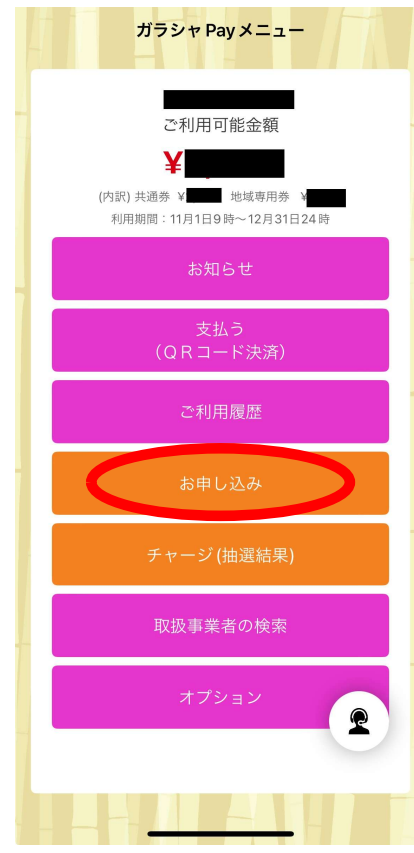 ガラシャPayメニュー
ご利用可能金額
¥
(内訳) 共通券 ¥ 地域専用券 ¥
利用期間：11月1日9時～12月31日24時
お知らせ
支払う
（ＱＲコード決済）
ご利用履歴
お申し込み
チャージ(抽選結果)
取扱事業者の検索
オプション